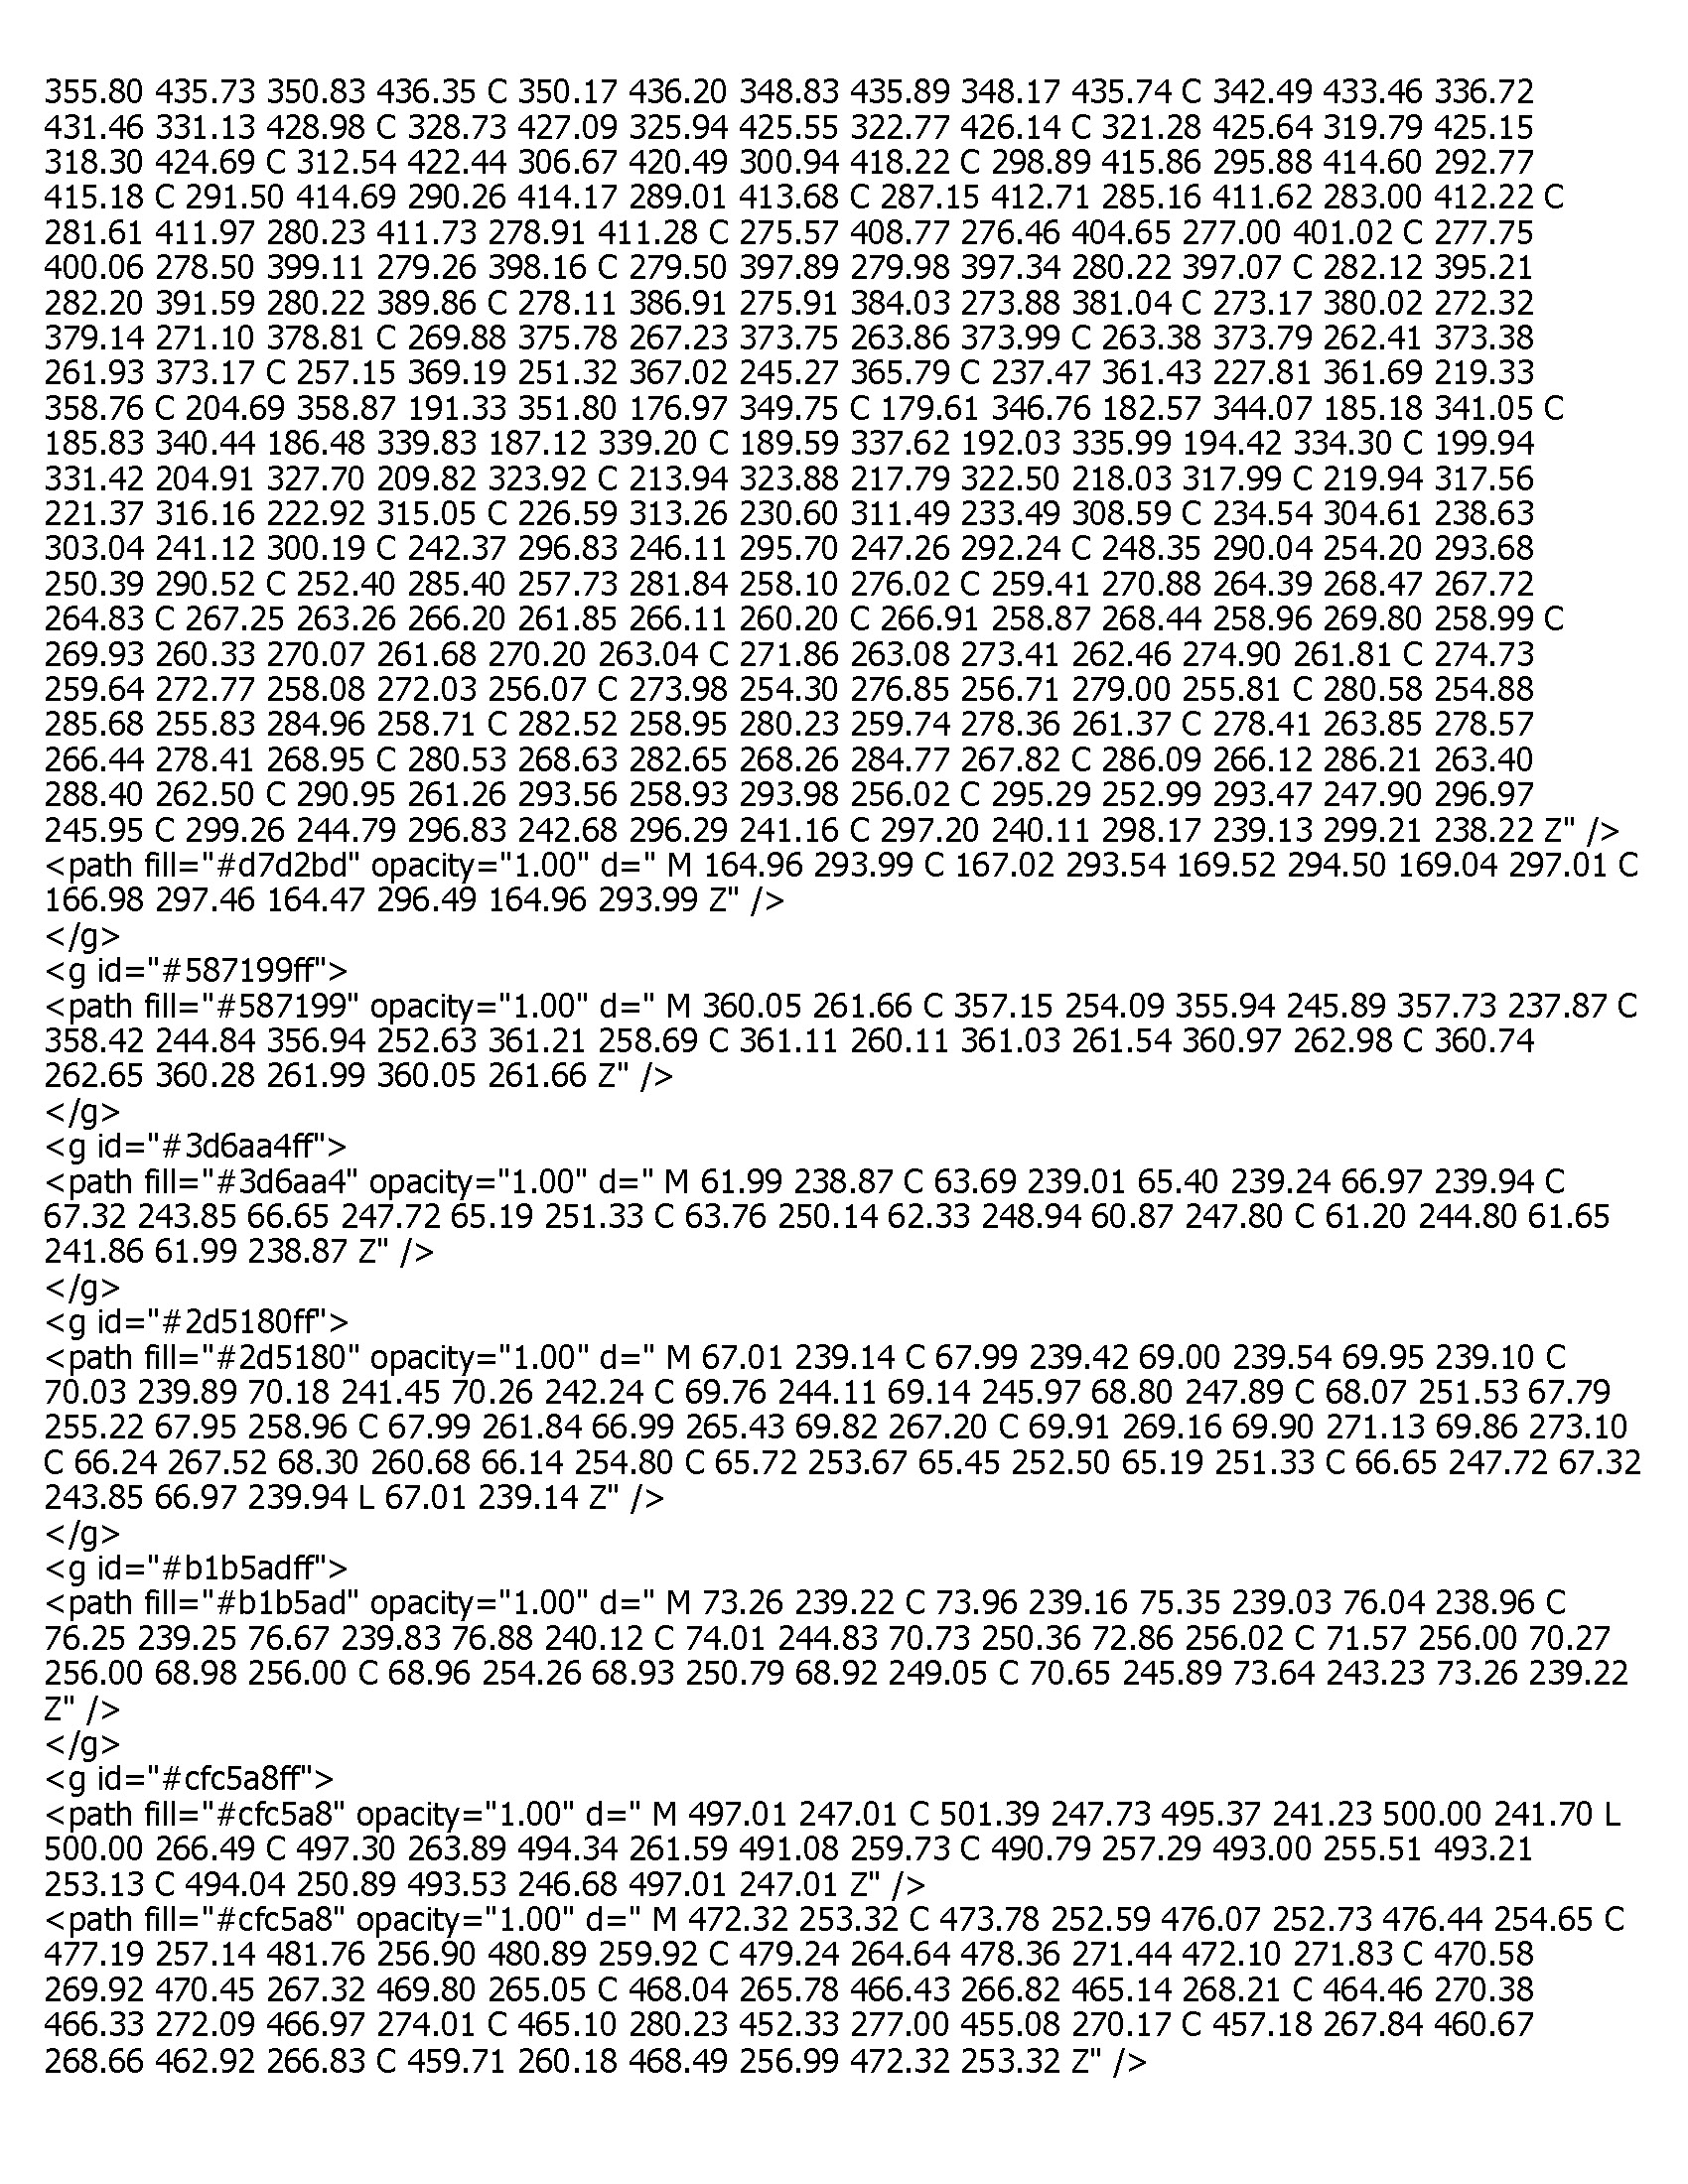 355.80 435.73 350.83 436.35 C 350.17 436.20 348.83 435.89 348.17 435.74 C 342.49 433.46 336.72
431.46 331.13 428.98 C 328.73 427.09 325.94 425.55 322.77 426.14 C 321.28 425.64 319.79 425.15
318.30 424.69 C 312.54 422.44 306.67 420.49 300.94 418.22 C 298.89 415.86 295.88 414.60 292.77
415.18 C 291.50 414.69 290.26 414.17 289.01 413.68 C 287.15 412.71 285.16 411.62 283.00 412.22 C
281.61 411.97 280.23 411.73 278.91 411.28 C 275.57 408.77 276.46 404.65 277.00 401.02 C 277.75
400.06 278.50 399.11 279.26 398.16 C 279.50 397.89 279.98 397.34 280.22 397.07 C 282.12 395.21
282.20 391.59 280.22 389.86 C 278.11 386.91 275.91 384.03 273.88 381.04 C 273.17 380.02 272.32
379.14 271.10 378.81 C 269.88 375.78 267.23 373.75 263.86 373.99 C 263.38 373.79 262.41 373.38
261.93 373.17 C 257.15 369.19 251.32 367.02 245.27 365.79 C 237.47 361.43 227.81 361.69 219.33
358.76 C 204.69 358.87 191.33 351.80 176.97 349.75 C 179.61 346.76 182.57 344.07 185.18 341.05 C
185.83 340.44 186.48 339.83 187.12 339.20 C 189.59 337.62 192.03 335.99 194.42 334.30 C 199.94
331.42 204.91 327.70 209.82 323.92 C 213.94 323.88 217.79 322.50 218.03 317.99 C 219.94 317.56
221.37 316.16 222.92 315.05 C 226.59 313.26 230.60 311.49 233.49 308.59 C 234.54 304.61 238.63
303.04 241.12 300.19 C 242.37 296.83 246.11 295.70 247.26 292.24 C 248.35 290.04 254.20 293.68
250.39 290.52 C 252.40 285.40 257.73 281.84 258.10 276.02 C 259.41 270.88 264.39 268.47 267.72
264.83 C 267.25 263.26 266.20 261.85 266.11 260.20 C 266.91 258.87 268.44 258.96 269.80 258.99 C
269.93 260.33 270.07 261.68 270.20 263.04 C 271.86 263.08 273.41 262.46 274.90 261.81 C 274.73
259.64 272.77 258.08 272.03 256.07 C 273.98 254.30 276.85 256.71 279.00 255.81 C 280.58 254.88
285.68 255.83 284.96 258.71 C 282.52 258.95 280.23 259.74 278.36 261.37 C 278.41 263.85 278.57
266.44 278.41 268.95 C 280.53 268.63 282.65 268.26 284.77 267.82 C 286.09 266.12 286.21 263.40
288.40 262.50 C 290.95 261.26 293.56 258.93 293.98 256.02 C 295.29 252.99 293.47 247.90 296.97
245.95 C 299.26 244.79 296.83 242.68 296.29 241.16 C 297.20 240.11 298.17 239.13 299.21 238.22 Z" />
<path fill="#d7d2bd" opacity="1.00" d=" M 164.96 293.99 C 167.02 293.54 169.52 294.50 169.04 297.01 C
166.98 297.46 164.47 296.49 164.96 293.99 Z" />
</g>
<g id="#587199ff">
<path fill="#587199" opacity="1.00" d=" M 360.05 261.66 C 357.15 254.09 355.94 245.89 357.73 237.87 C
358.42 244.84 356.94 252.63 361.21 258.69 C 361.11 260.11 361.03 261.54 360.97 262.98 C 360.74
262.65 360.28 261.99 360.05 261.66 Z" />
</g>
<g id="#3d6aa4ff">
<path fill="#3d6aa4" opacity="1.00" d=" M 61.99 238.87 C 63.69 239.01 65.40 239.24 66.97 239.94 C
67.32 243.85 66.65 247.72 65.19 251.33 C 63.76 250.14 62.33 248.94 60.87 247.80 C 61.20 244.80 61.65
241.86 61.99 238.87 Z" />
</g>
<g id="#2d5180ff">
<path fill="#2d5180" opacity="1.00" d=" M 67.01 239.14 C 67.99 239.42 69.00 239.54 69.95 239.10 C
70.03 239.89 70.18 241.45 70.26 242.24 C 69.76 244.11 69.14 245.97 68.80 247.89 C 68.07 251.53 67.79
255.22 67.95 258.96 C 67.99 261.84 66.99 265.43 69.82 267.20 C 69.91 269.16 69.90 271.13 69.86 273.10
C 66.24 267.52 68.30 260.68 66.14 254.80 C 65.72 253.67 65.45 252.50 65.19 251.33 C 66.65 247.72 67.32
243.85 66.97 239.94 L 67.01 239.14 Z" />
</g>
<g id="#b1b5adff">
<path fill="#b1b5ad" opacity="1.00" d=" M 73.26 239.22 C 73.96 239.16 75.35 239.03 76.04 238.96 C
76.25 239.25 76.67 239.83 76.88 240.12 C 74.01 244.83 70.73 250.36 72.86 256.02 C 71.57 256.00 70.27
256.00 68.98 256.00 C 68.96 254.26 68.93 250.79 68.92 249.05 C 70.65 245.89 73.64 243.23 73.26 239.22
Z" />
</g>
<g id="#cfc5a8ff">
<path fill="#cfc5a8" opacity="1.00" d=" M 497.01 247.01 C 501.39 247.73 495.37 241.23 500.00 241.70 L
500.00 266.49 C 497.30 263.89 494.34 261.59 491.08 259.73 C 490.79 257.29 493.00 255.51 493.21
253.13 C 494.04 250.89 493.53 246.68 497.01 247.01 Z" />
<path fill="#cfc5a8" opacity="1.00" d=" M 472.32 253.32 C 473.78 252.59 476.07 252.73 476.44 254.65 C
477.19 257.14 481.76 256.90 480.89 259.92 C 479.24 264.64 478.36 271.44 472.10 271.83 C 470.58
269.92 470.45 267.32 469.80 265.05 C 468.04 265.78 466.43 266.82 465.14 268.21 C 464.46 270.38
466.33 272.09 466.97 274.01 C 465.10 280.23 452.33 277.00 455.08 270.17 C 457.18 267.84 460.67
268.66 462.92 266.83 C 459.71 260.18 468.49 256.99 472.32 253.32 Z" />